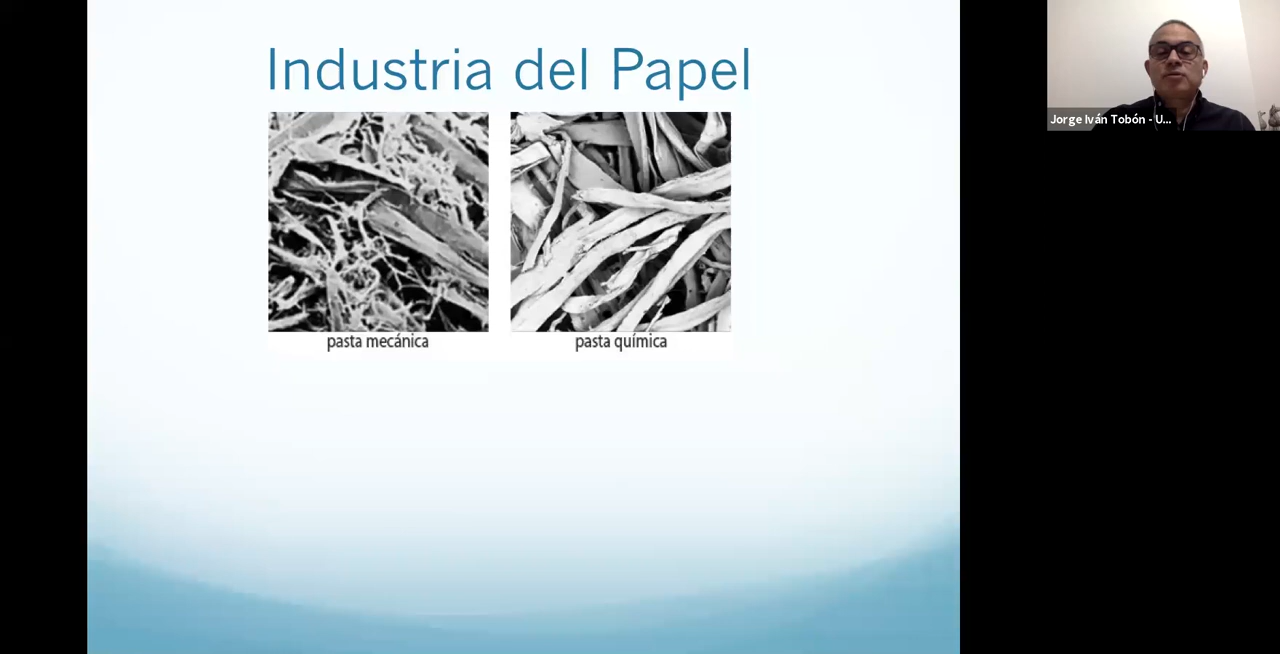 Industria del Papel
pasta mecánica
pasta química
Jorge Iván Tobón - U...